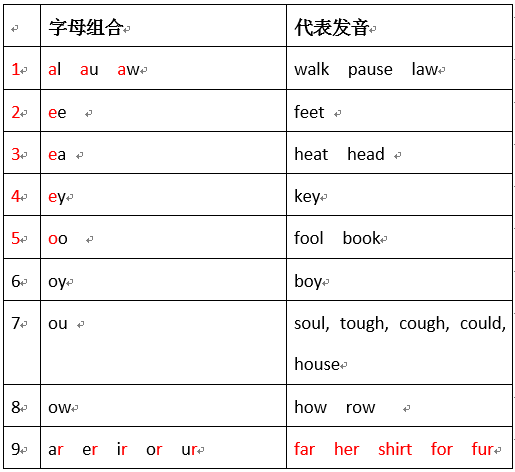 字母组合 代表发音
1 al au aw walk pause law
2 ee feet
3 ea heat head
4 ey key
5 oo fool book
6 oy boy
7 ou soul, tough, cough, could,
house
8 ow how row
9 ar er ir or ur far her shirt for fur